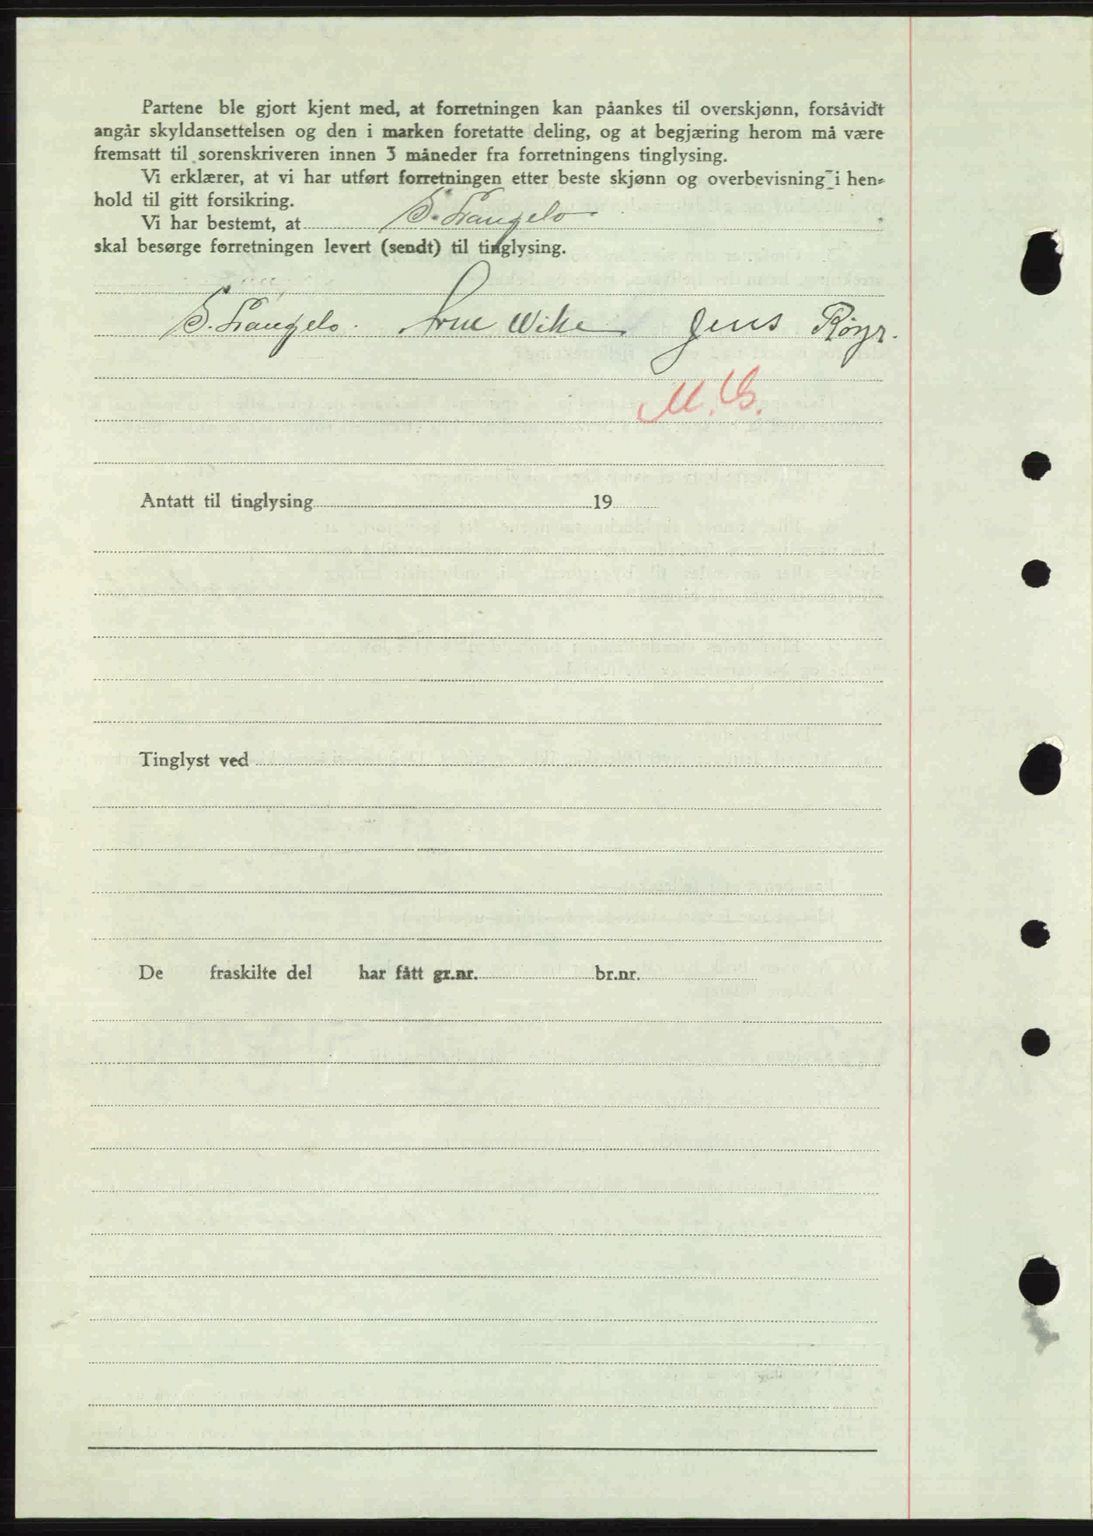 Partene ble gjort kjent med, at forretningen kan påankes til overskjønn, forsåvidt
angår skyldansettelsen og den i marken foretatte deling, og at begjæring herom må være
fremsatt til sorenskriveren innen 3 måneder fra forretningens tinglysing.
Vi erklærer, at vi har utført forretningen etter beste skjønn og overbevisning i hen-
hold til gitt forsikring.
Vi har bestemt, at S. Frangelo
skal besørge forretningen levert (sendt) til tinglysing.
S. Frangelo. Arne Wike Jens Röyr.
M. B.
Antatt til tinglysing 19
Tinglyst ved
De fraskilte del har fått gr.nr. br.nr.